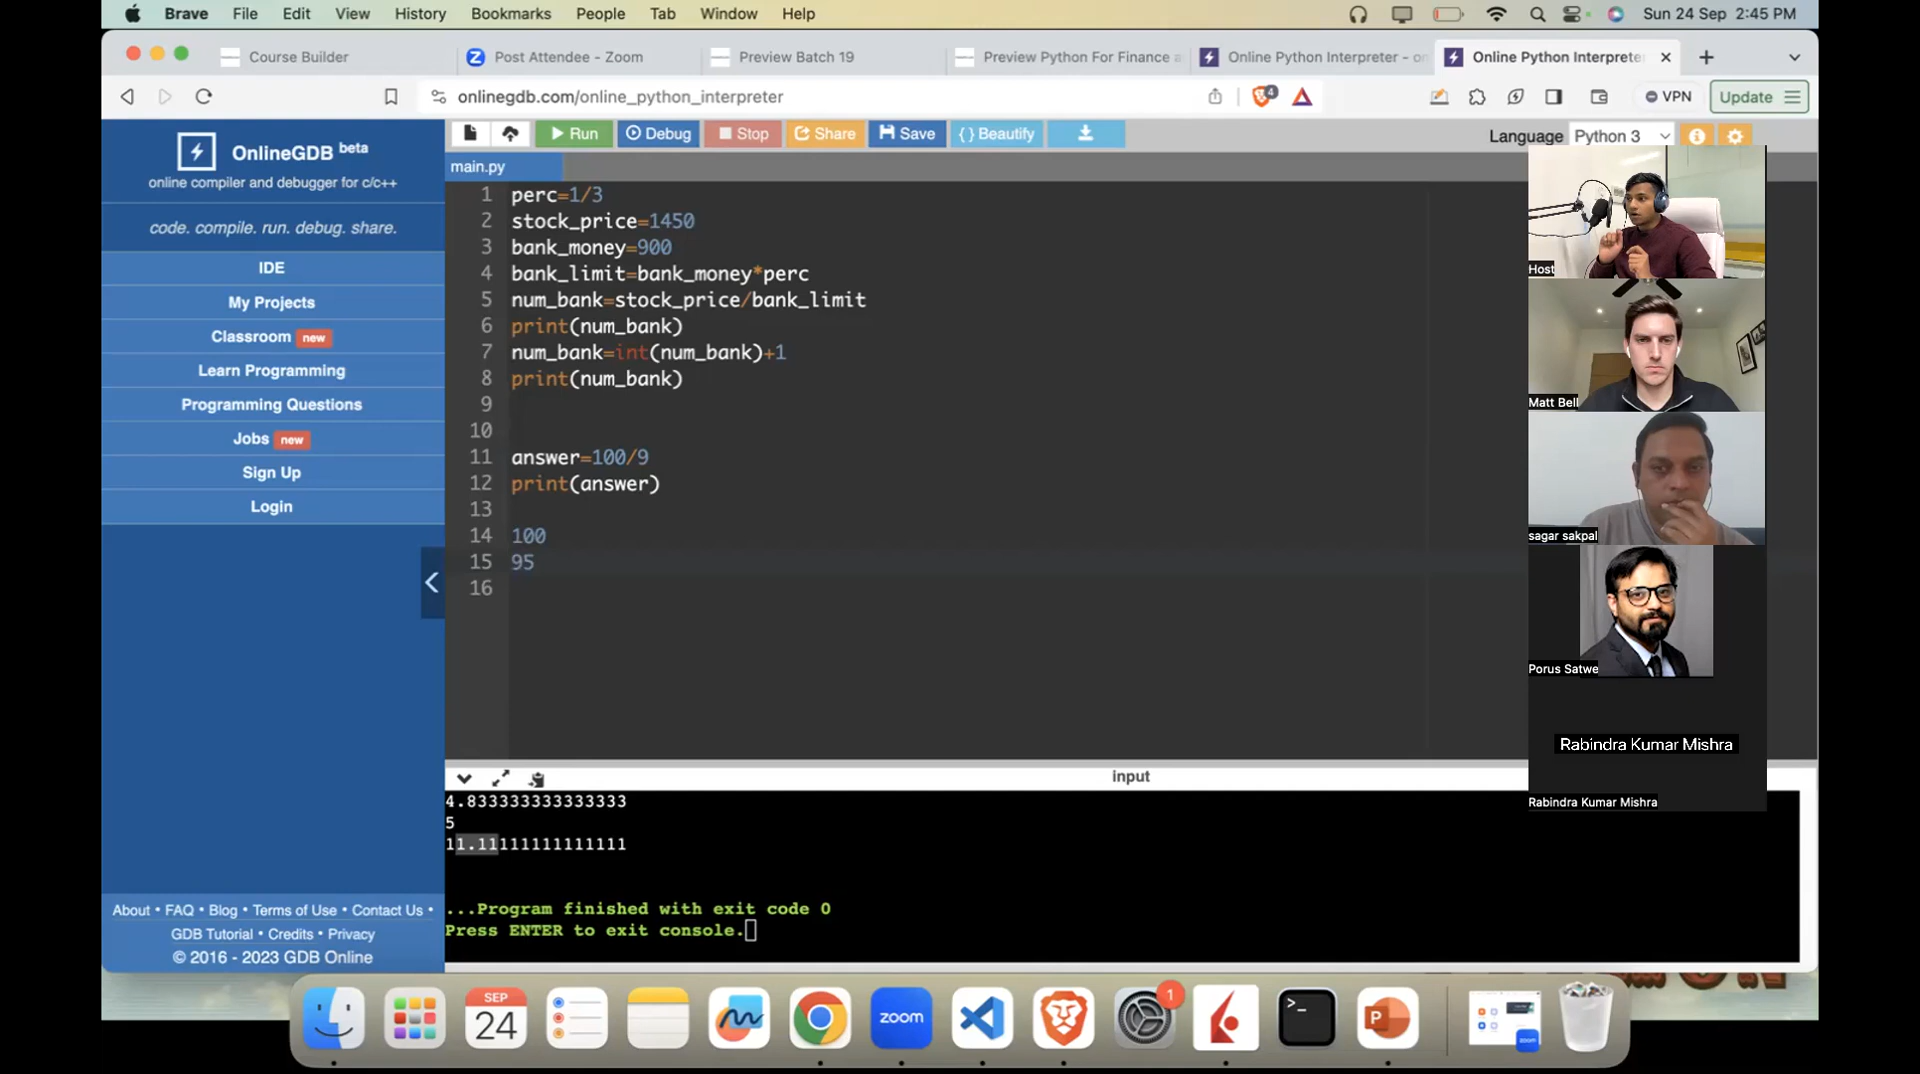 Brave File Edit View History Bookmarks People Tab Window Help
Sun 24 Sep 2:45 PM
Course Builder
Post Attendee - Zoom
Preview Batch 19
Preview Python For Finance a
Online Python Interpreter - on
Online Python Interprete
onlinegdb.com/online_python_interpreter
4
VPN
Update
OnlineGDB beta
online compiler and debugger for c/c++
code. compile. run. debug. share.
IDE
My Projects
Classroom new
Learn Programming
Programming Questions
Jobs new
Sign Up
Login
About • FAQ • Blog • Terms of Use • Contact Us •
GDB Tutorial • Credits • Privacy
© 2016 - 2023 GDB Online
Run Debug Stop Share Save { } Beautify
Language Python 3
main.py
1 perc=1/3
2 stock_price=1450
3 bank_money=900
4 bank_limit=bank_money*perc
5 num_bank=stock_price/bank_limit
6 print(num_bank)
7 num_bank=int(num_bank)+1
8 print(num_bank)
9
10
11 answer=100/9
12 print(answer)
13
14 100
15 95
16
input
4.833333333333333
5
11.11111111111111
...Program finished with exit code 0
Press ENTER to exit console.
Host
Matt Bell
sagar sakpal
Porus Satwe
Rabindra Kumar Mishra
Rabindra Kumar Mishra
SEP
24
zoom
1
>_
P
zoom